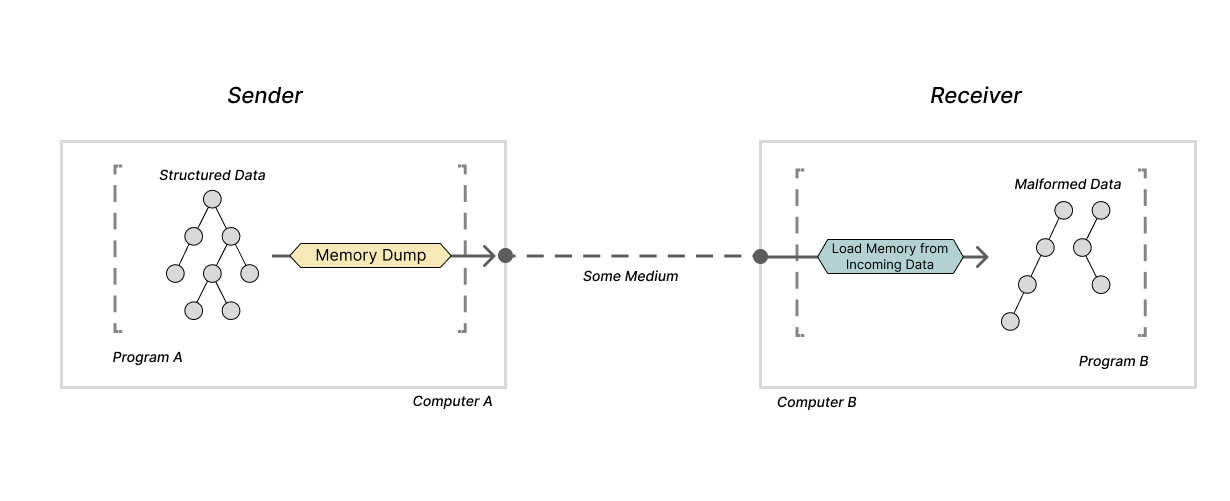 Sender
Receiver
Structured Data
Memory Dump
Program A
Computer A
Some Medium
Malformed Data
Load Memory from
Incoming Data
Program B
Computer B